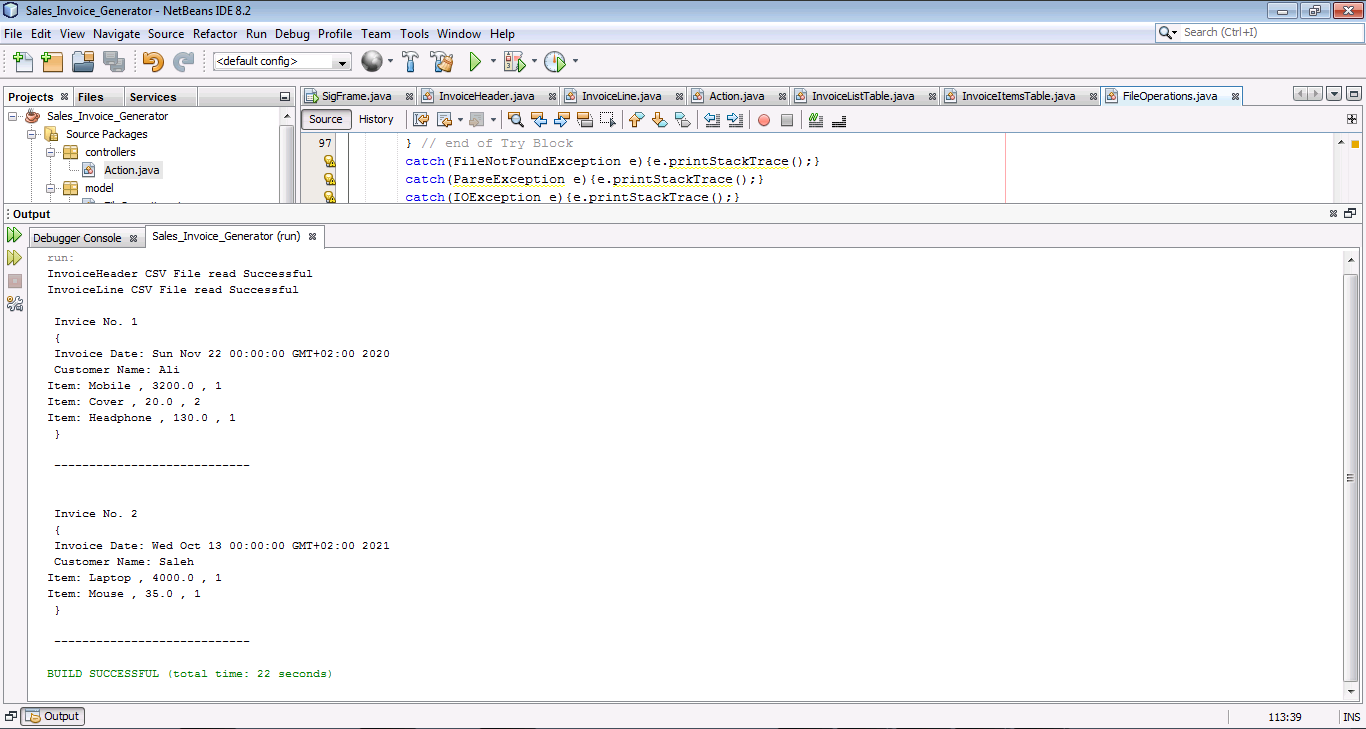 Sales_Invoice_Generator - NetBeans IDE 8.2
File Edit View Navigate Source Refactor Run Debug Profile Team Tools Window Help
Search (Ctrl+I)
<default config>
Projects Files Services
SigFrame.java InvoiceHeader.java InvoiceLine.java Action.java InvoiceListTable.java InvoiceItemsTable.java FileOperations.java
Sales_Invoice_Generator
Source Packages
controllers
Action.java
model
Source History
97 } // end of Try Block
catch(FileNotFoundException e){e.printStackTrace();}
catch(ParseException e){e.printStackTrace();}
catch(IOException e){e.printStackTrace();}
Output
Debugger Console Sales_Invoice_Generator (run)
run:
InvoiceHeader CSV File read Successful
InvoiceLine CSV File read Successful
Invice No. 1
{
Invoice Date: Sun Nov 22 00:00:00 GMT+02:00 2020
Customer Name: Ali
Item: Mobile , 3200.0 , 1
Item: Cover , 20.0 , 2
Item: Headphone , 130.0 , 1
}
----------------------------
Invice No. 2
{
Invoice Date: Wed Oct 13 00:00:00 GMT+02:00 2021
Customer Name: Saleh
Item: Laptop , 4000.0 , 1
Item: Mouse , 35.0 , 1
}
----------------------------
BUILD SUCCESSFUL (total time: 22 seconds)
Output
113:39 INS